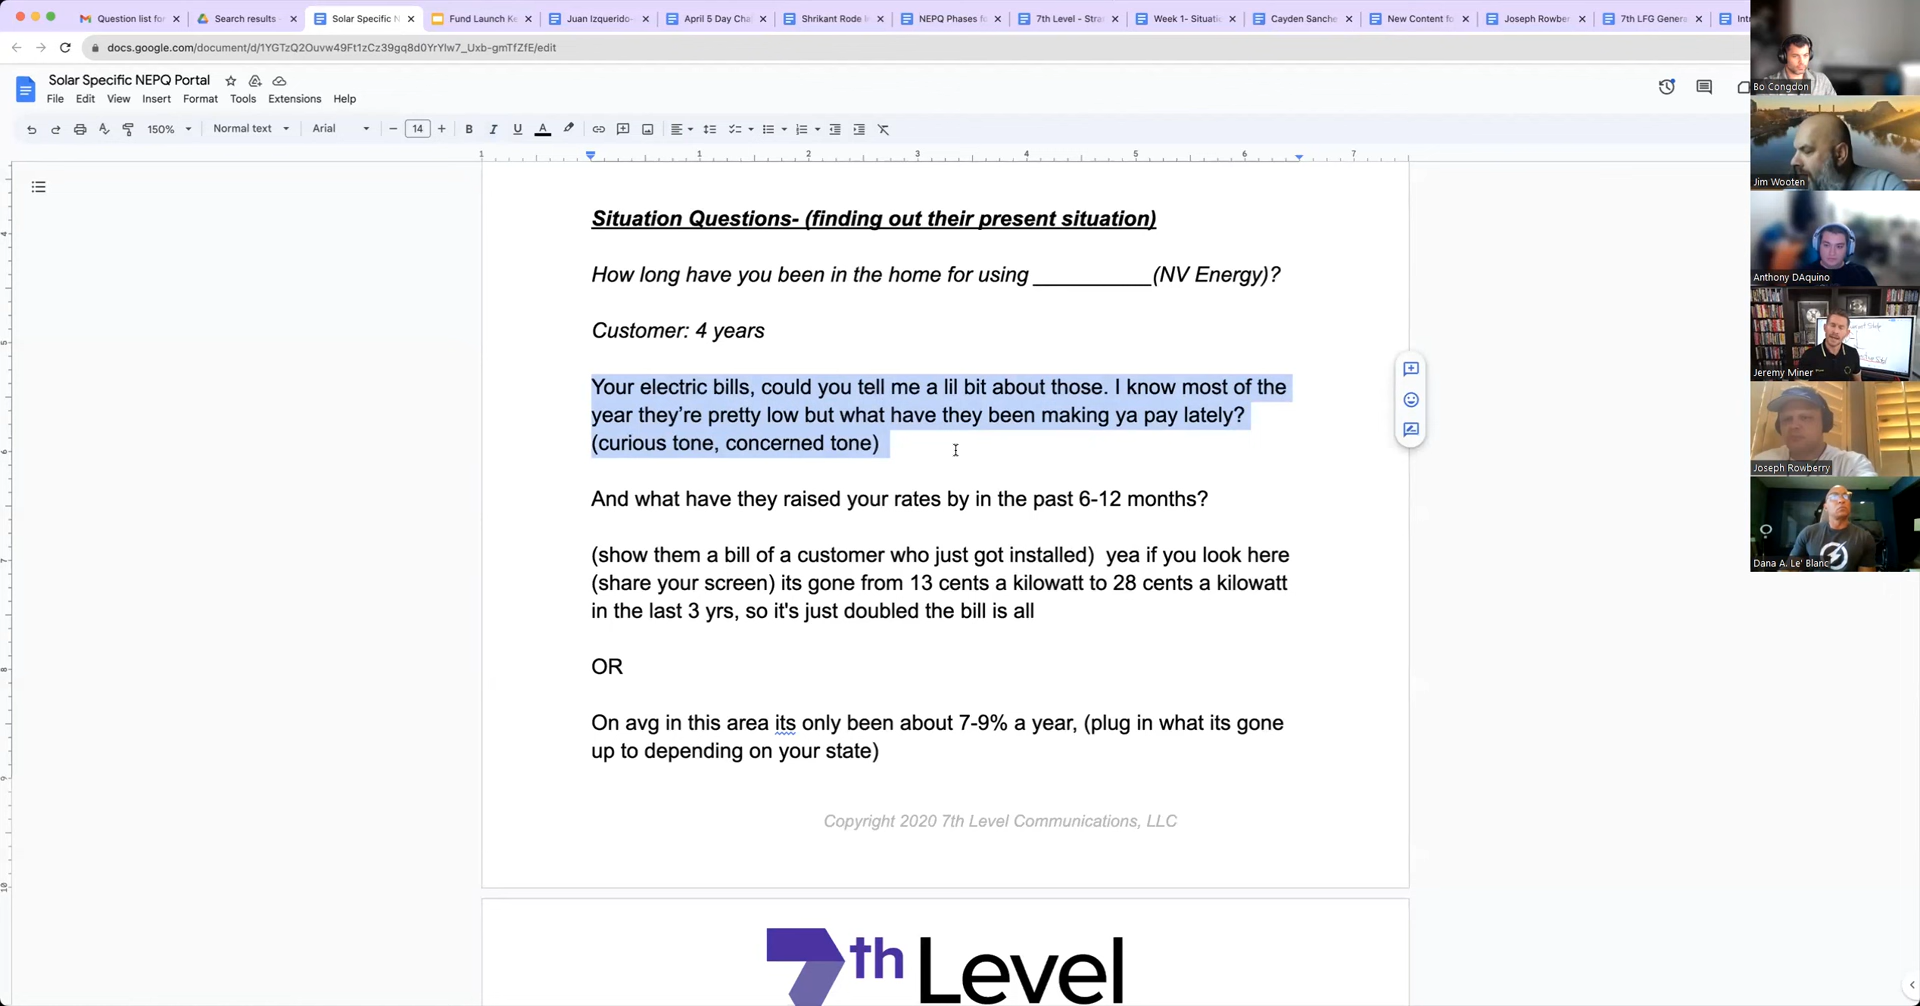 Question list for
Search results
Solar Specific N
Fund Launch Ke
Juan Izquierdo-
April 5 Day Cha
Shrikant Rode I
NEPQ Phases fo
7th Level - Stra
Week 1- Situati
Cayden Sanche
New Content fo
Joseph Rowber
7th LFG Genera
docs.google.com/document/d/1YGTzQ2Ouvw49Ft1zCz39gq8d0YrYlw7_Uxb-gmTfZfE/edit
Solar Specific NEPQ Portal
File Edit View Insert Format Tools Extensions Help
150% Normal text Arial 14 B I U A
1 1 2 3 4 5 6 7
Situation Questions- (finding out their present situation)
How long have you been in the home for using __________(NV Energy)?
Customer: 4 years
Your electric bills, could you tell me a lil bit about those. I know most of the
year they’re pretty low but what have they been making ya pay lately?
(curious tone, concerned tone)
And what have they raised your rates by in the past 6-12 months?
(show them a bill of a customer who just got installed)  yea if you look here
(share your screen) its gone from 13 cents a kilowatt to 28 cents a kilowatt
in the last 3 yrs, so it's just doubled the bill is all
OR
On avg in this area its only been about 7-9% a year, (plug in what its gone
up to depending on your state)
Copyright 2020 7th Level Communications, LLC
7th Level
Bo Congdon
Jim Wooten
Anthony DAquino
Jeremy Miner
Joseph Rowberry
Dana A. Le' Blanc